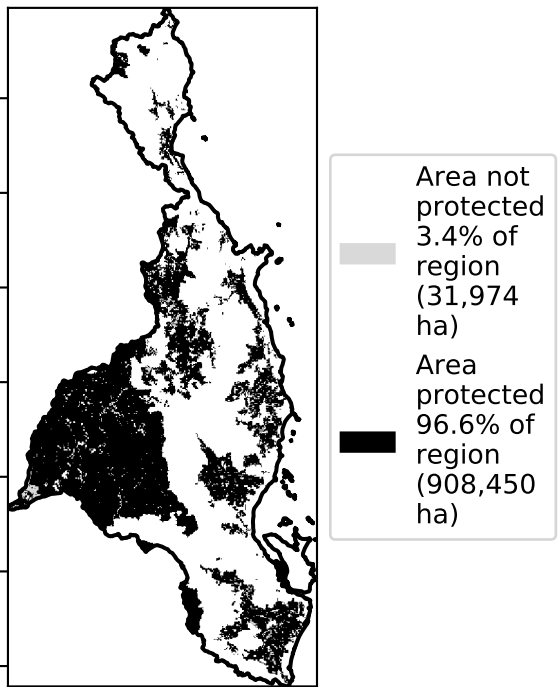 Area not
protected
3.4% of
region
(31,974
ha)
Area
protected
96.6% of
region
(908,450
ha)